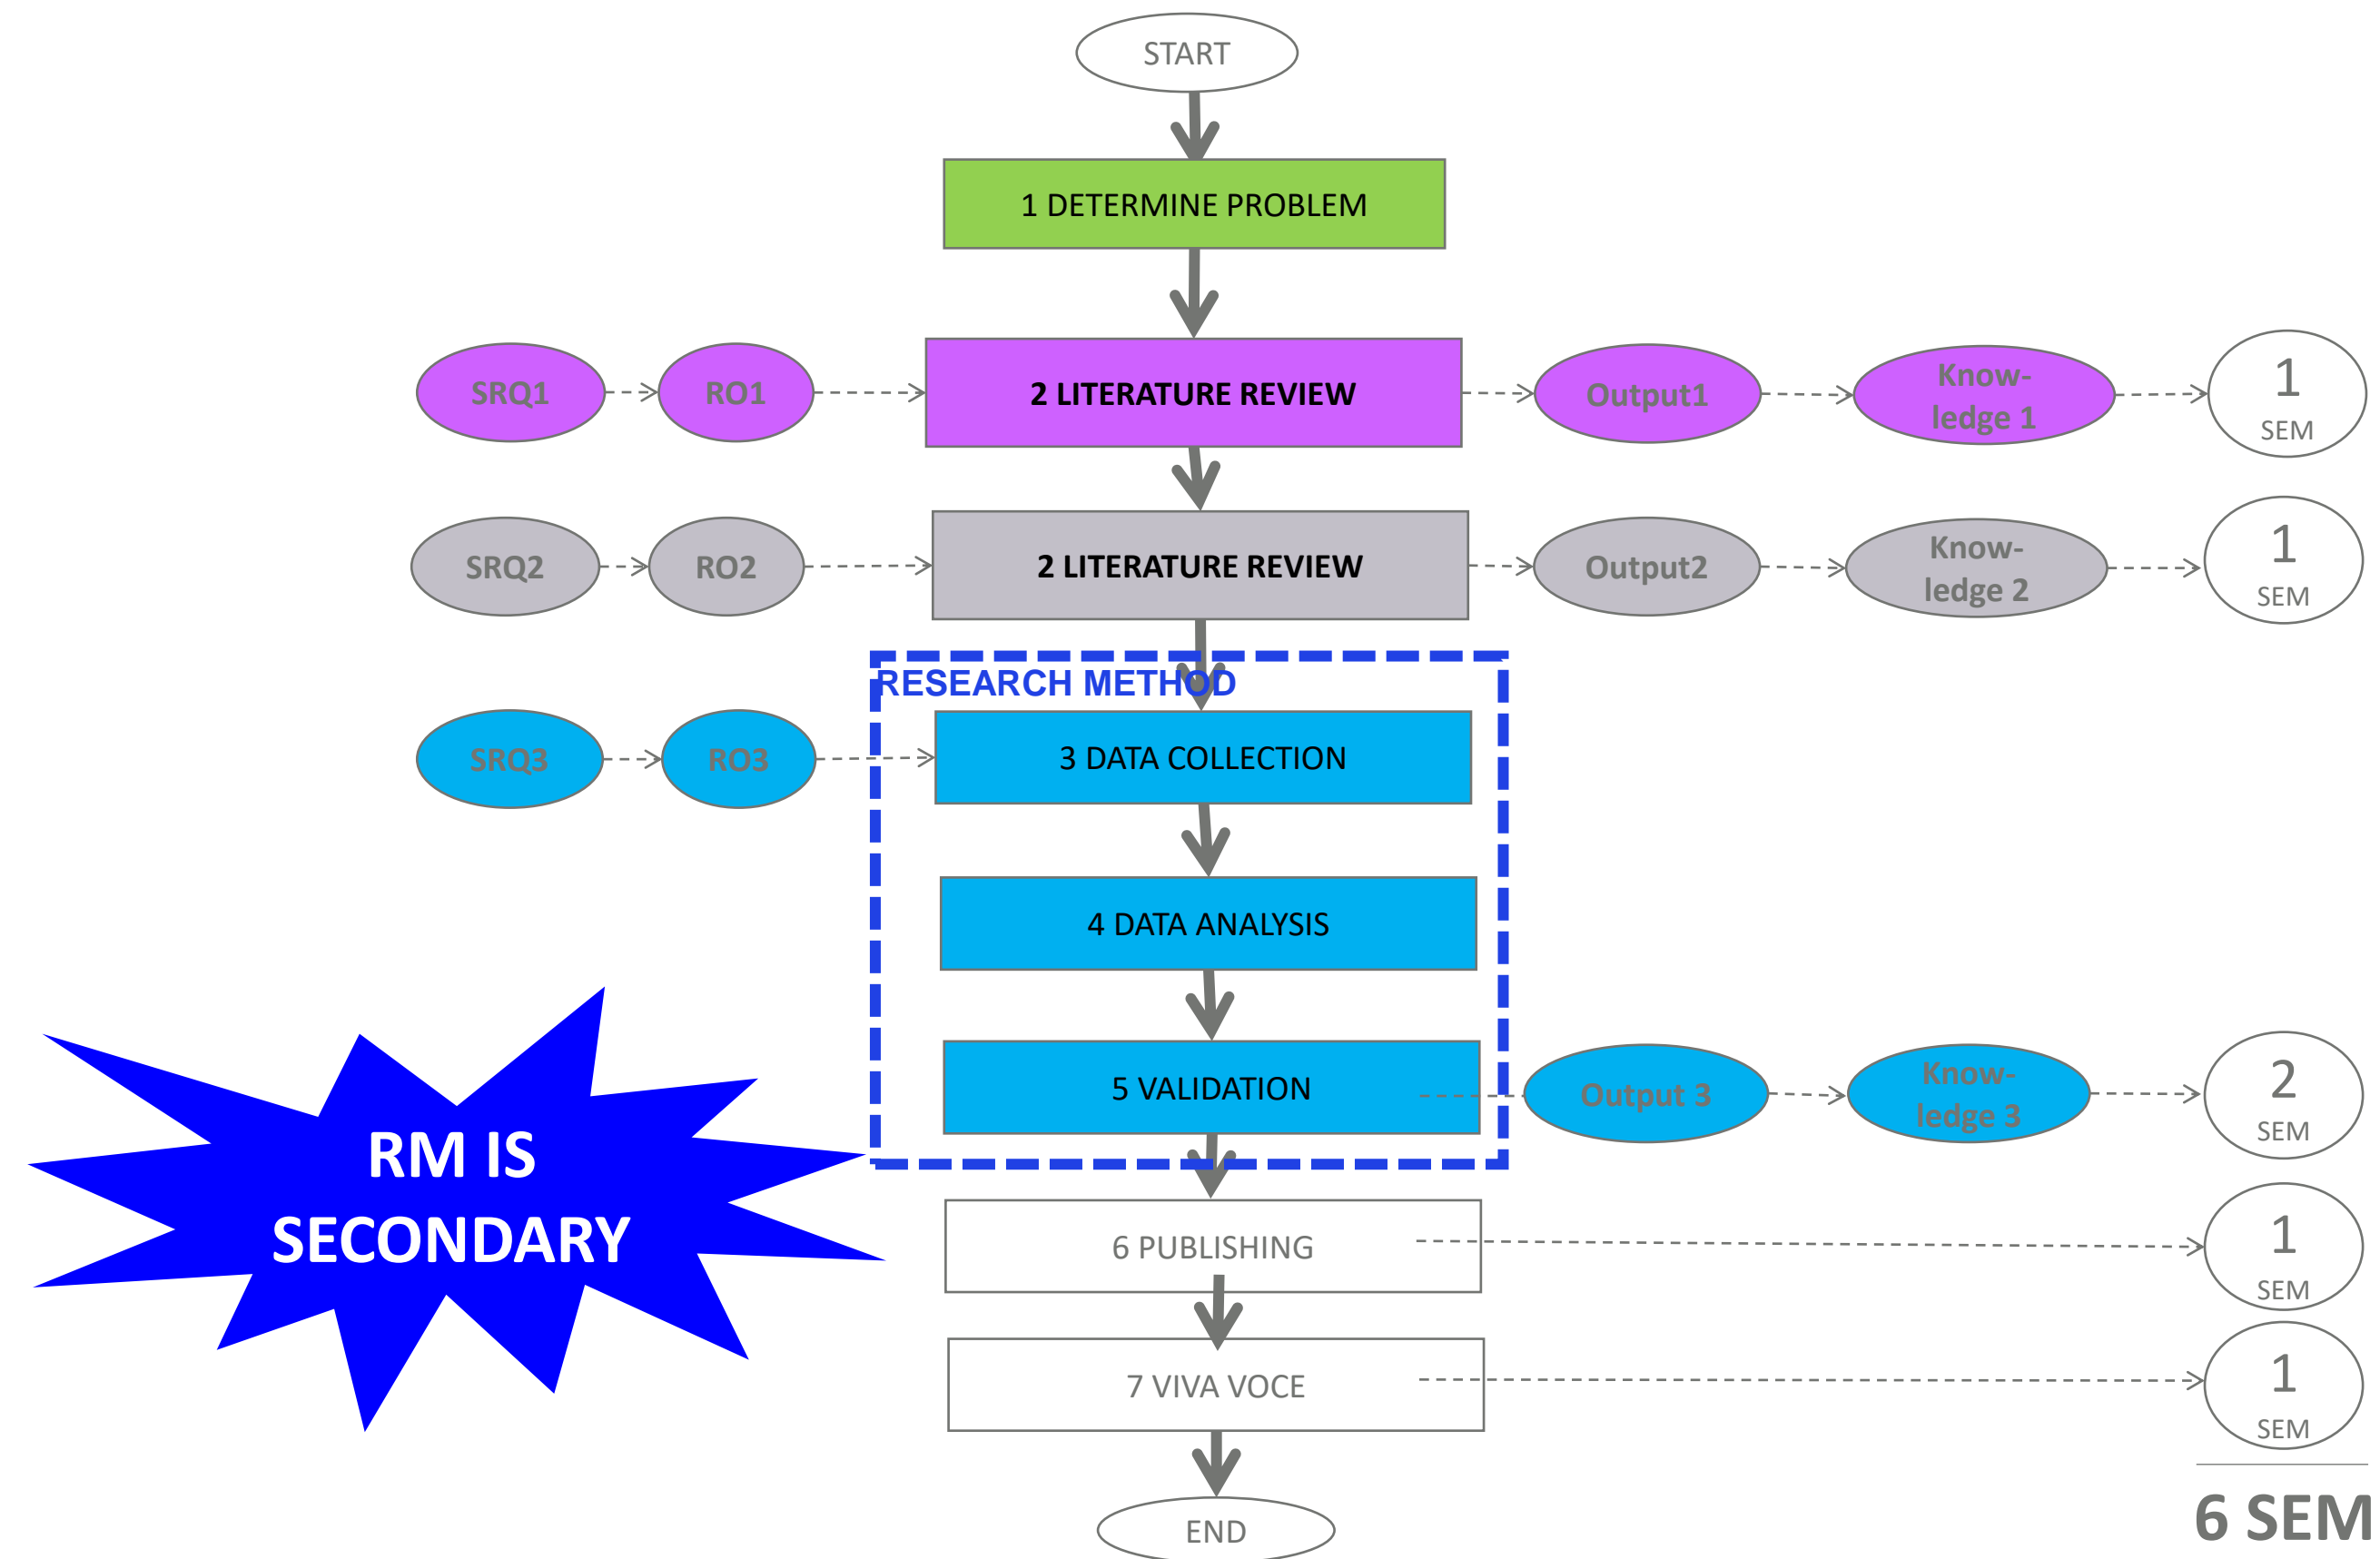 START
1 DETERMINE PROBLEM
SRQ1
RO1
2 LITERATURE REVIEW
Output1
Know-
ledge 1
1
SEM
SRQ2
RO2
2 LITERATURE REVIEW
Output2
Know-
ledge 2
1
SEM
RESEARCH METHOD
SRQ3
RO3
3 DATA COLLECTION
4 DATA ANALYSIS
5 VALIDATION
Output 3
Know-
ledge 3
2
SEM
RM IS
SECONDARY
6 PUBLISHING
1
SEM
7 VIVA VOCE
1
SEM
END
6 SEM